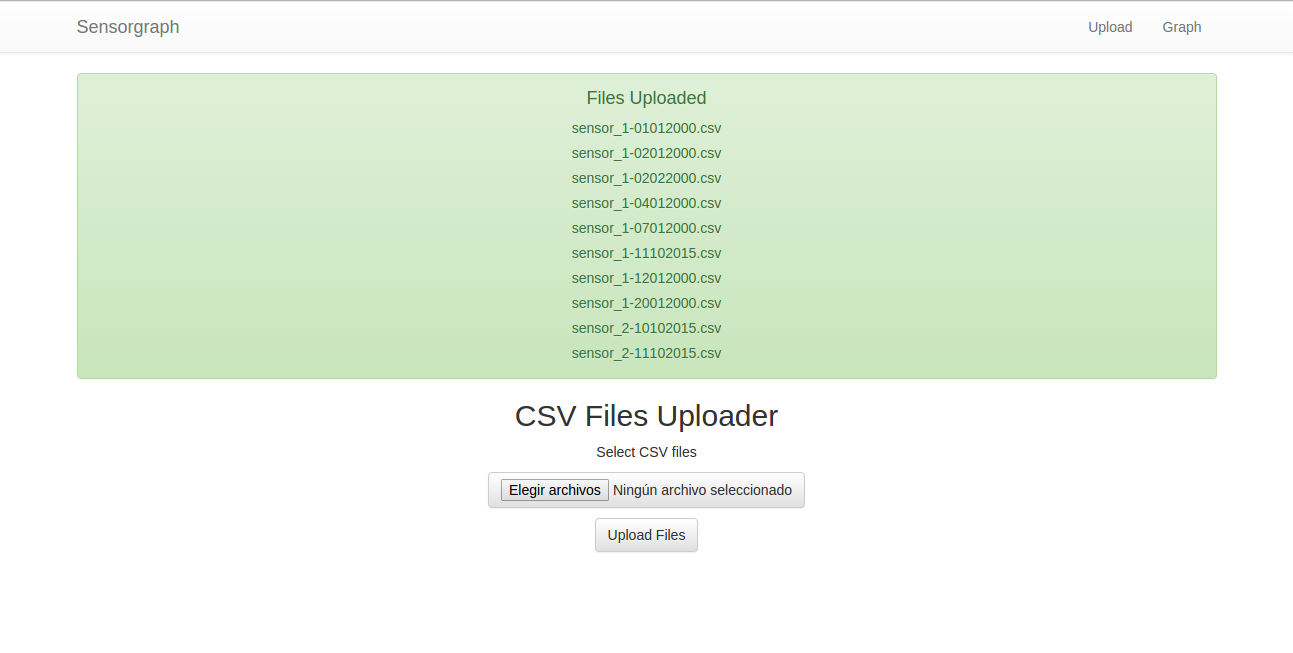 Sensorgraph Upload Graph
Files Uploaded
sensor_1-01012000.csv
sensor_1-02012000.csv
sensor_1-02022000.csv
sensor_1-04012000.csv
sensor_1-07012000.csv
sensor_1-11102015.csv
sensor_1-12012000.csv
sensor_1-20012000.csv
sensor_2-10102015.csv
sensor_2-11102015.csv
CSV Files Uploader
Select CSV files
Elegir archivos Ningún archivo seleccionado
Upload Files